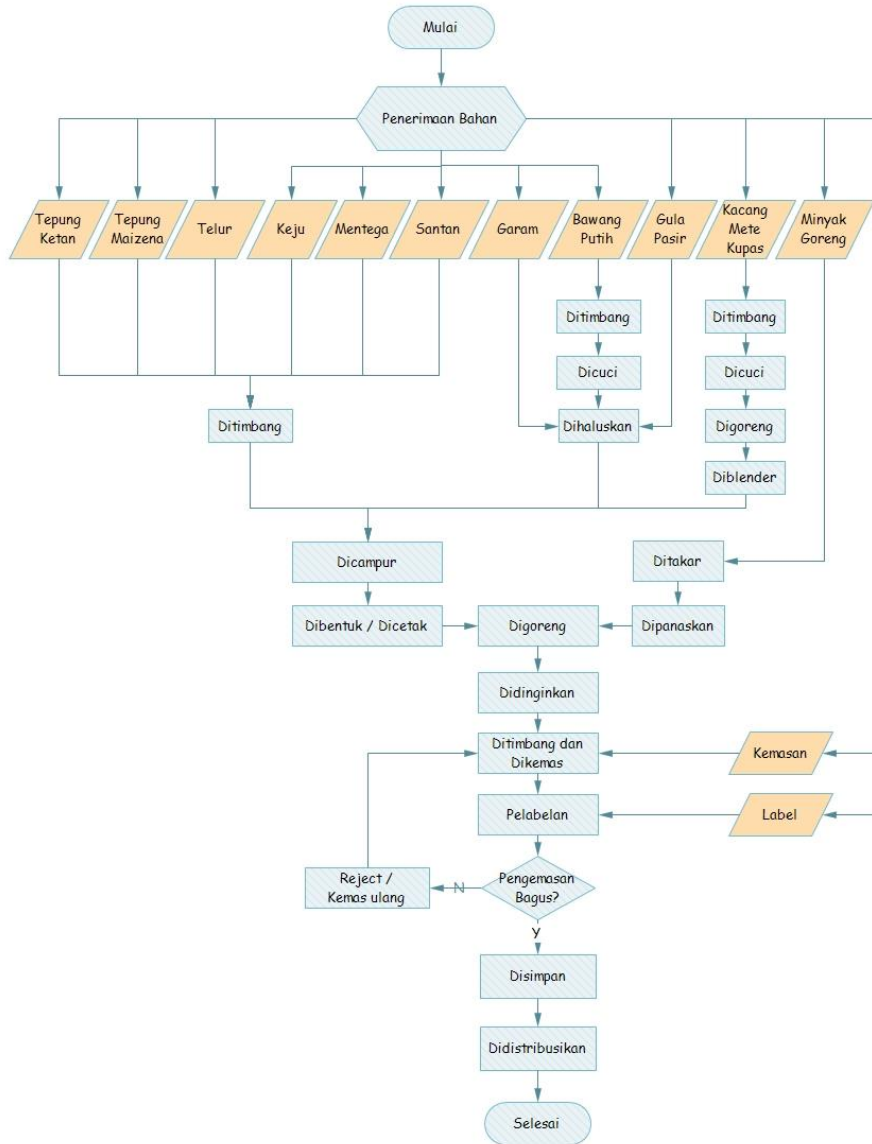 Mulai
Penerimaan Bahan
Tepung
Ketan
Tepung
Maizena
Telur
Keju
Mentega
Santan
Garam
Bawang
Putih
Gula
Pasir
Kacang
Mete
Kupas
Minyak
Goreng
Ditimbang
Ditimbang
Dicuci
Dicuci
Ditimbang
Dihaluskan
Digoreng
Diblender
Dicampur
Ditakar
Dibentuk / Dicetak
Digoreng
Dipanaskan
Didinginkan
Ditimbang dan
Dikemas
Kemasan
Pelabelan
Label
Reject /
Kemas ulang
N
Pengemasan
Bagus?
Y
Disimpan
Didistribusikan
Selesai